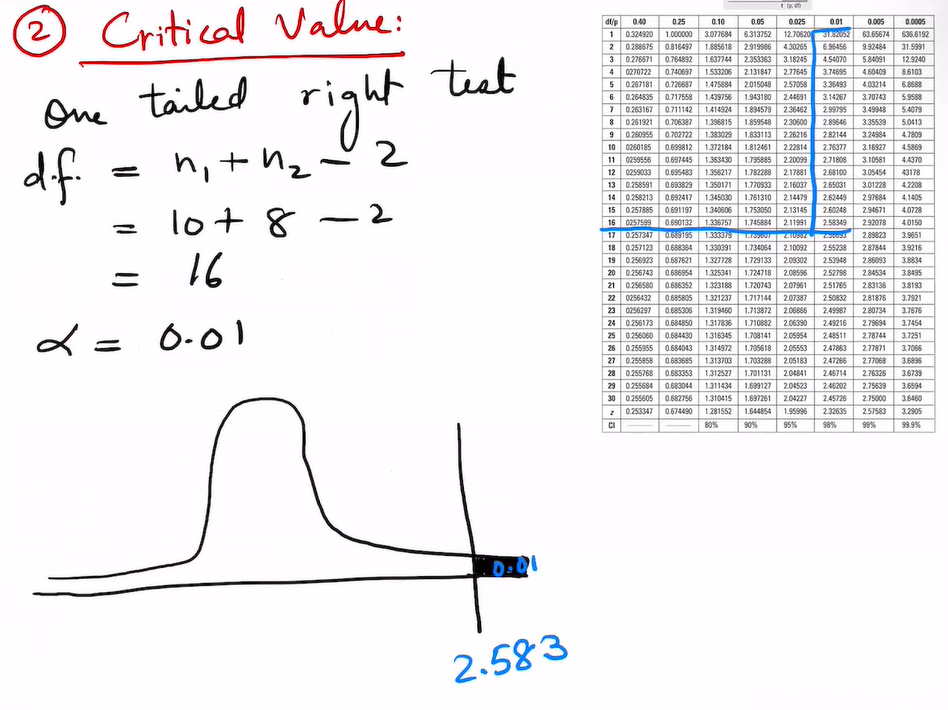 ② Critical Value:
One tailed right test
d.f. = n₁ + n₂ - 2
= 10 + 8 - 2
= 16
α = 0.01
0.01
2.583
t (p, df)
df/p 0.40 0.25 0.10 0.05 0.025 0.01 0.005 0.0005
1 0.324920 1.000000 3.077684 6.313752 12.70620 31.82052 63.65674 636.6192
2 0.288675 0.816497 1.885618 2.919986 4.30265 6.96456 9.92484 31.5991
3 0.276671 0.764892 1.637744 2.353363 3.18245 4.54070 5.84091 12.9240
4 0270722 0.740697 1.533206 2.131847 2.77645 3.74695 4.60409 8.6103
5 0.267181 0.726687 1.475884 2.015048 2.57058 3.36493 4.03214 6.8688
6 0.264835 0.717558 1.439756 1.943180 2.44691 3.14267 3.70743 5.9588
7 0.263167 0.711142 1.414924 1.894579 2.36462 2.99795 3.49948 5.4079
8 0.261921 0.706387 1.396815 1.859548 2.30600 2.89646 3.35539 5.0413
9 0.260955 0.702722 1.383029 1.833113 2.26216 2.82144 3.24984 4.7809
10 0260185 0.699812 1.372184 1.812461 2.22814 2.76377 3.16927 4.5869
11 0259556 0.697445 1.363430 1.795885 2.20099 2.71808 3.10581 4.4370
12 0259033 0.695483 1.356217 1.782288 2.17881 2.68100 3.05454 43178
13 0.258591 0.693829 1.350171 1.770933 2.16037 2.65031 3.01228 4.2208
14 0.258213 0.692417 1.345030 1.761310 2.14479 2.62449 2.97684 4.1405
15 0.257885 0.691197 1.340606 1.753050 2.13145 2.60248 2.94671 4.0728
16 0257599 0.690132 1.336757 1.745884 2.11991 2.58349 2.92078 4.0150
17 0.257347 0.689195 1.333379 1.739607 2.10982 2.56693 2.89823 3.9651
18 0.257123 0.688364 1.330391 1.734064 2.10092 2.55238 2.87844 3.9216
19 0.256923 0.687621 1.327728 1.729133 2.09302 2.53948 2.86093 3.8834
20 0.256743 0.686954 1.325341 1.724718 2.08596 2.52798 2.84534 3.8495
21 0.256580 0.686352 1.323188 1.720743 2.07961 2.51765 2.83136 3.8193
22 0256432 0.685805 1.321237 1.717144 2.07387 2.50832 2.81876 3.7921
23 0256297 0.685306 1.319460 1.713872 2.06866 2.49987 2.80734 3.7676
24 0.256173 0.684850 1.317836 1.710882 2.06390 2.49216 2.79694 3.7454
25 0.256060 0.684430 1.316345 1.708141 2.05954 2.48511 2.78744 3.7251
26 0.255955 0.684043 1.314972 1.705618 2.05553 2.47863 2.77871 3.7066
27 0.255858 0.683685 1.313703 1.703288 2.05183 2.47266 2.77068 3.6896
28 0.255768 0.683353 1.312527 1.701131 2.04841 2.46714 2.76326 3.6739
29 0.255684 0.683044 1.311434 1.699127 2.04523 2.46202 2.75639 3.6594
30 0.255605 0.682756 1.310415 1.697261 2.04227 2.45726 2.75000 3.6460
z 0.253347 0.674490 1.281552 1.644854 1.95996 2.32635 2.57583 3.2905
CI 80% 90% 95% 98% 99% 99.9%